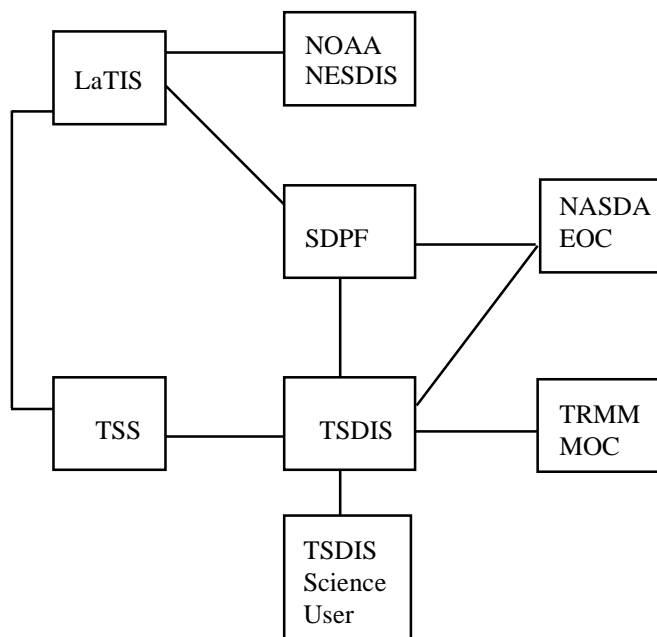 LaTIS
NOAA
NESDIS
SDPF
NASDA
EOC
TSS
TSDIS
TRMM
MOC
TSDIS
Science
User